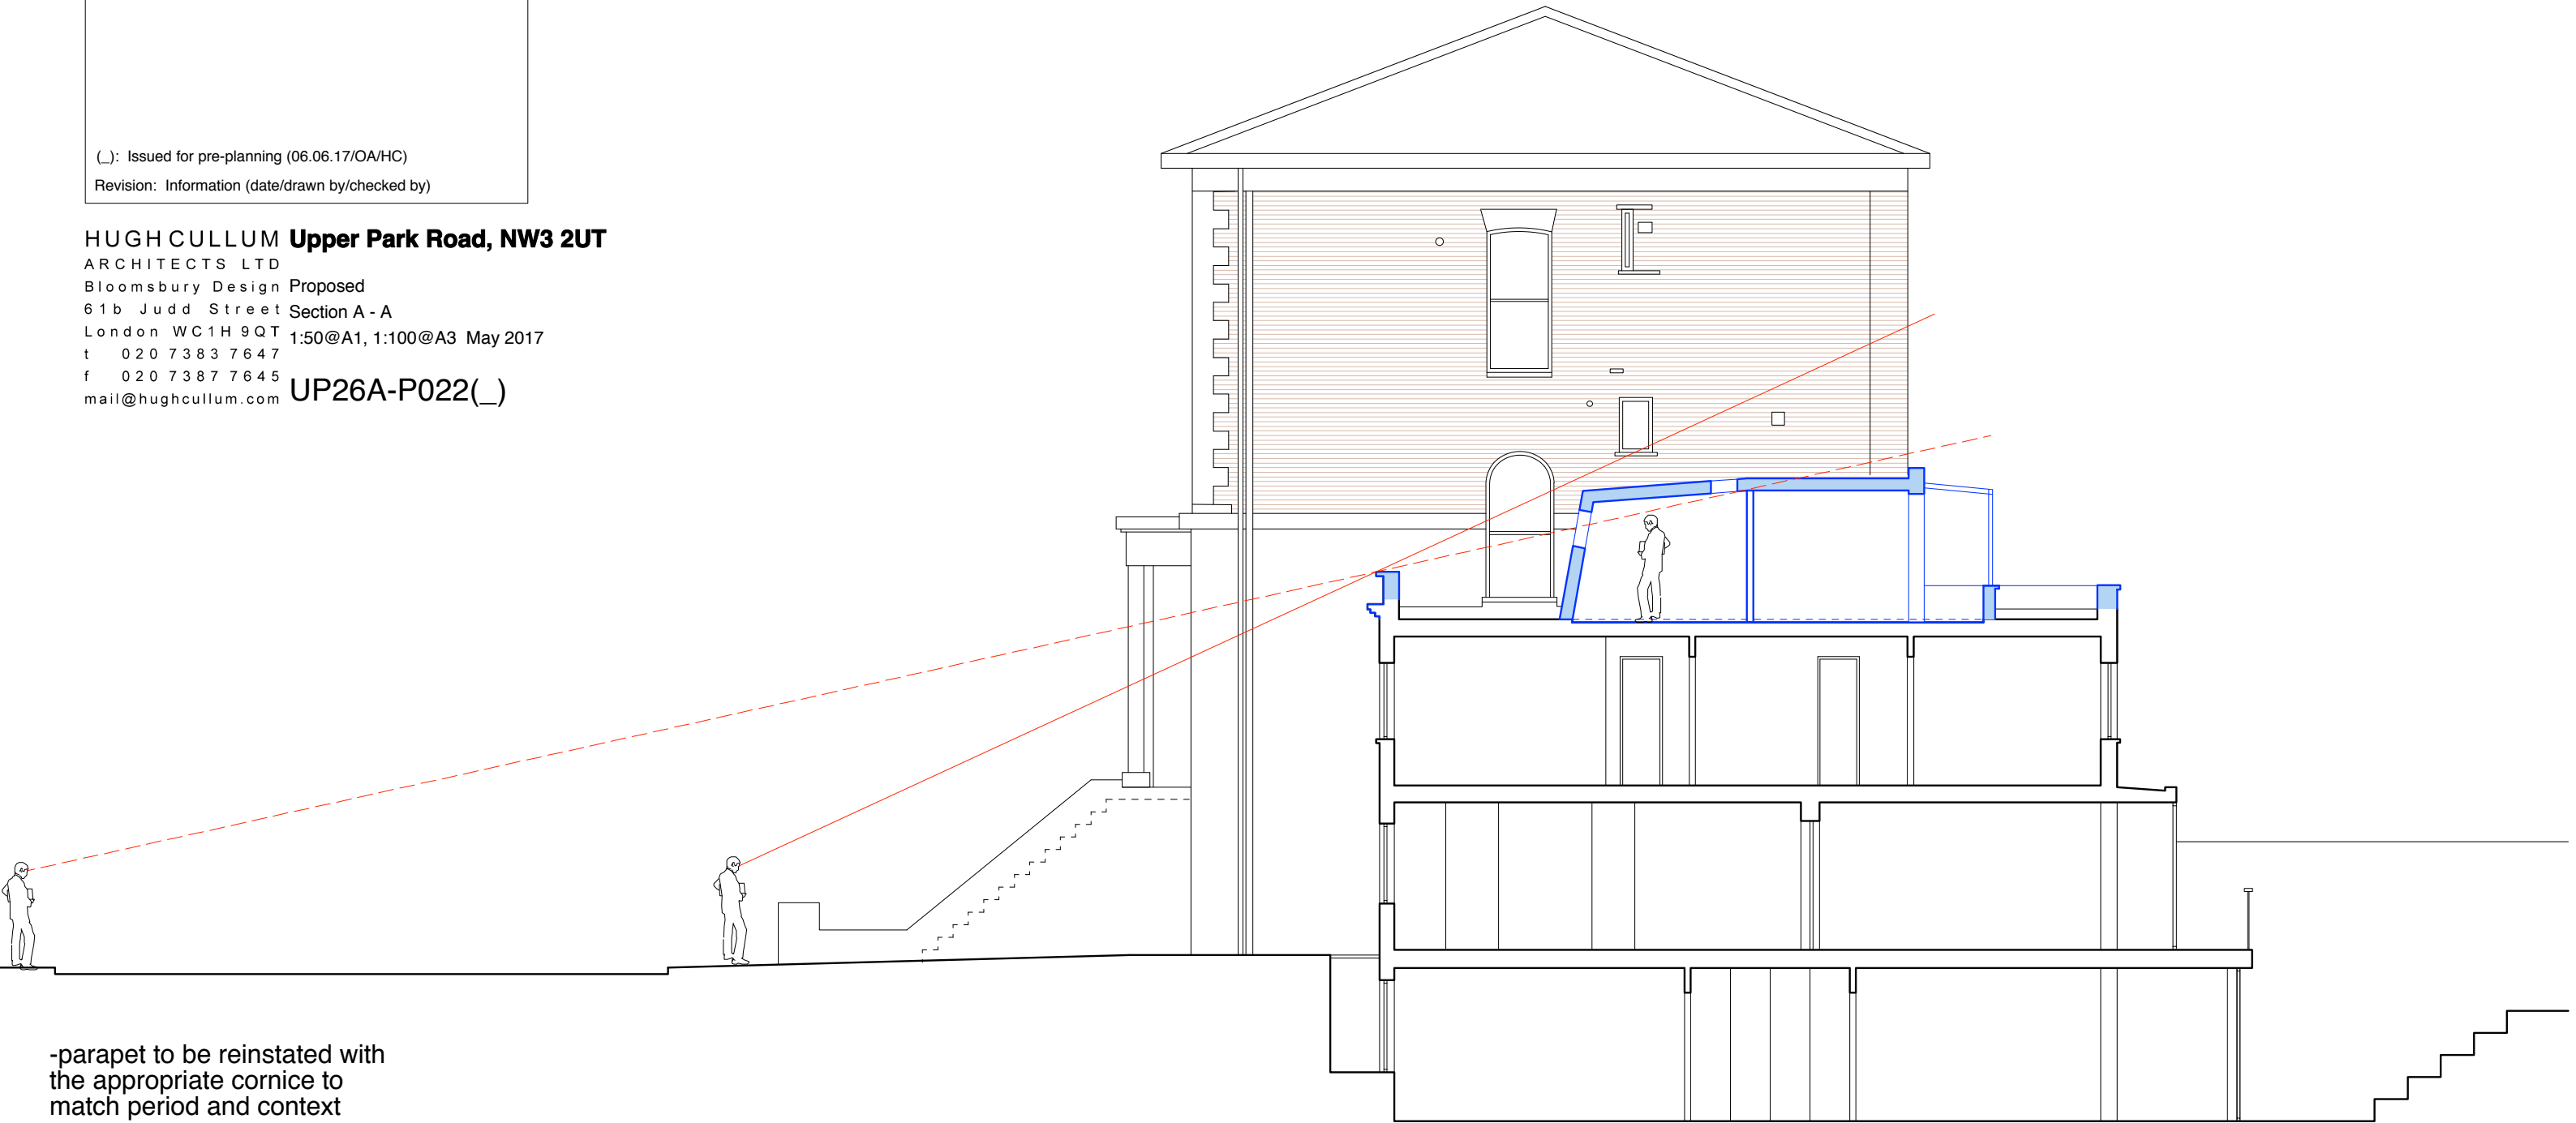 (_): Issued for pre-planning (06.06.17/OA/HC)
Revision: Information (date/drawn by/checked by)
HUGH CULLUM
ARCHITECTS LTD
Bloomsbury Design
61b Judd Street
London WC1H 9QT
t 020 7383 7647
f 020 7387 7645
mail@hughcullum.com
Upper Park Road, NW3 2UT
Proposed
Section A - A
1:50@A1, 1:100@A3 May 2017
UP26A-P022(_)
-parapet to be reinstated with
the appropriate cornice to
match period and context